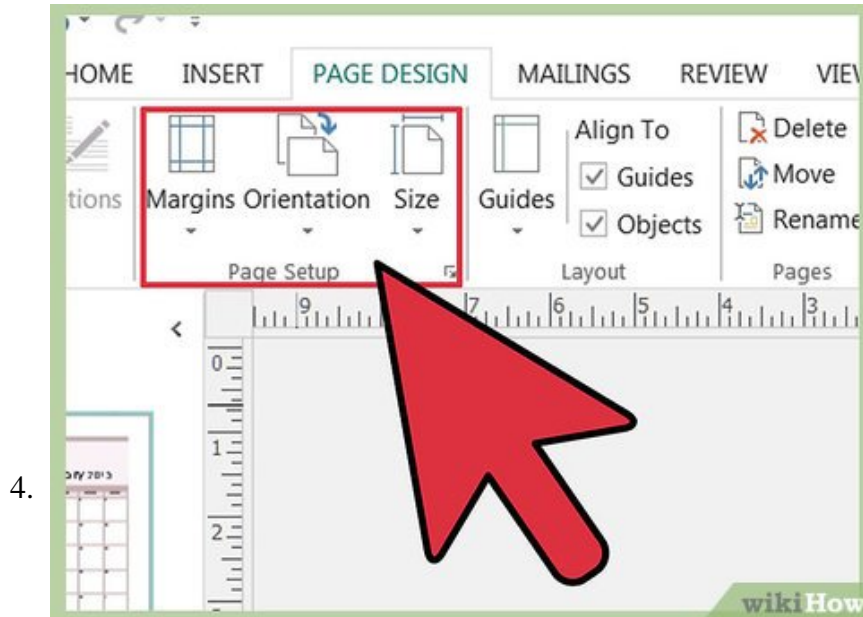 HOME INSERT PAGE DESIGN MAILINGS REVIEW
Align To
Delete
Guides
Move
Margins Orientation Size Guides
Objects
Rename
Page Setup Layout Pages
9 7 6 5 4 3
0
1
2
4.
wikiHow